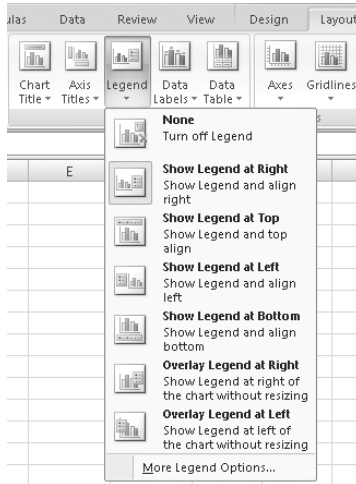 ulas Data Review View Design Layout
Chart Title Axis Titles Legend Data Labels Data Table Axes Gridlines
s
E
None
Turn off Legend
Show Legend at Right
Show Legend and align
right
Show Legend at Top
Show Legend and top
align
Show Legend at Left
Show Legend and align
left
Show Legend at Bottom
Show Legend and align
bottom
Overlay Legend at Right
Show Legend at right of
the chart without resizing
Overlay Legend at Left
Show Legend at left of
the chart without resizing
More Legend Options...